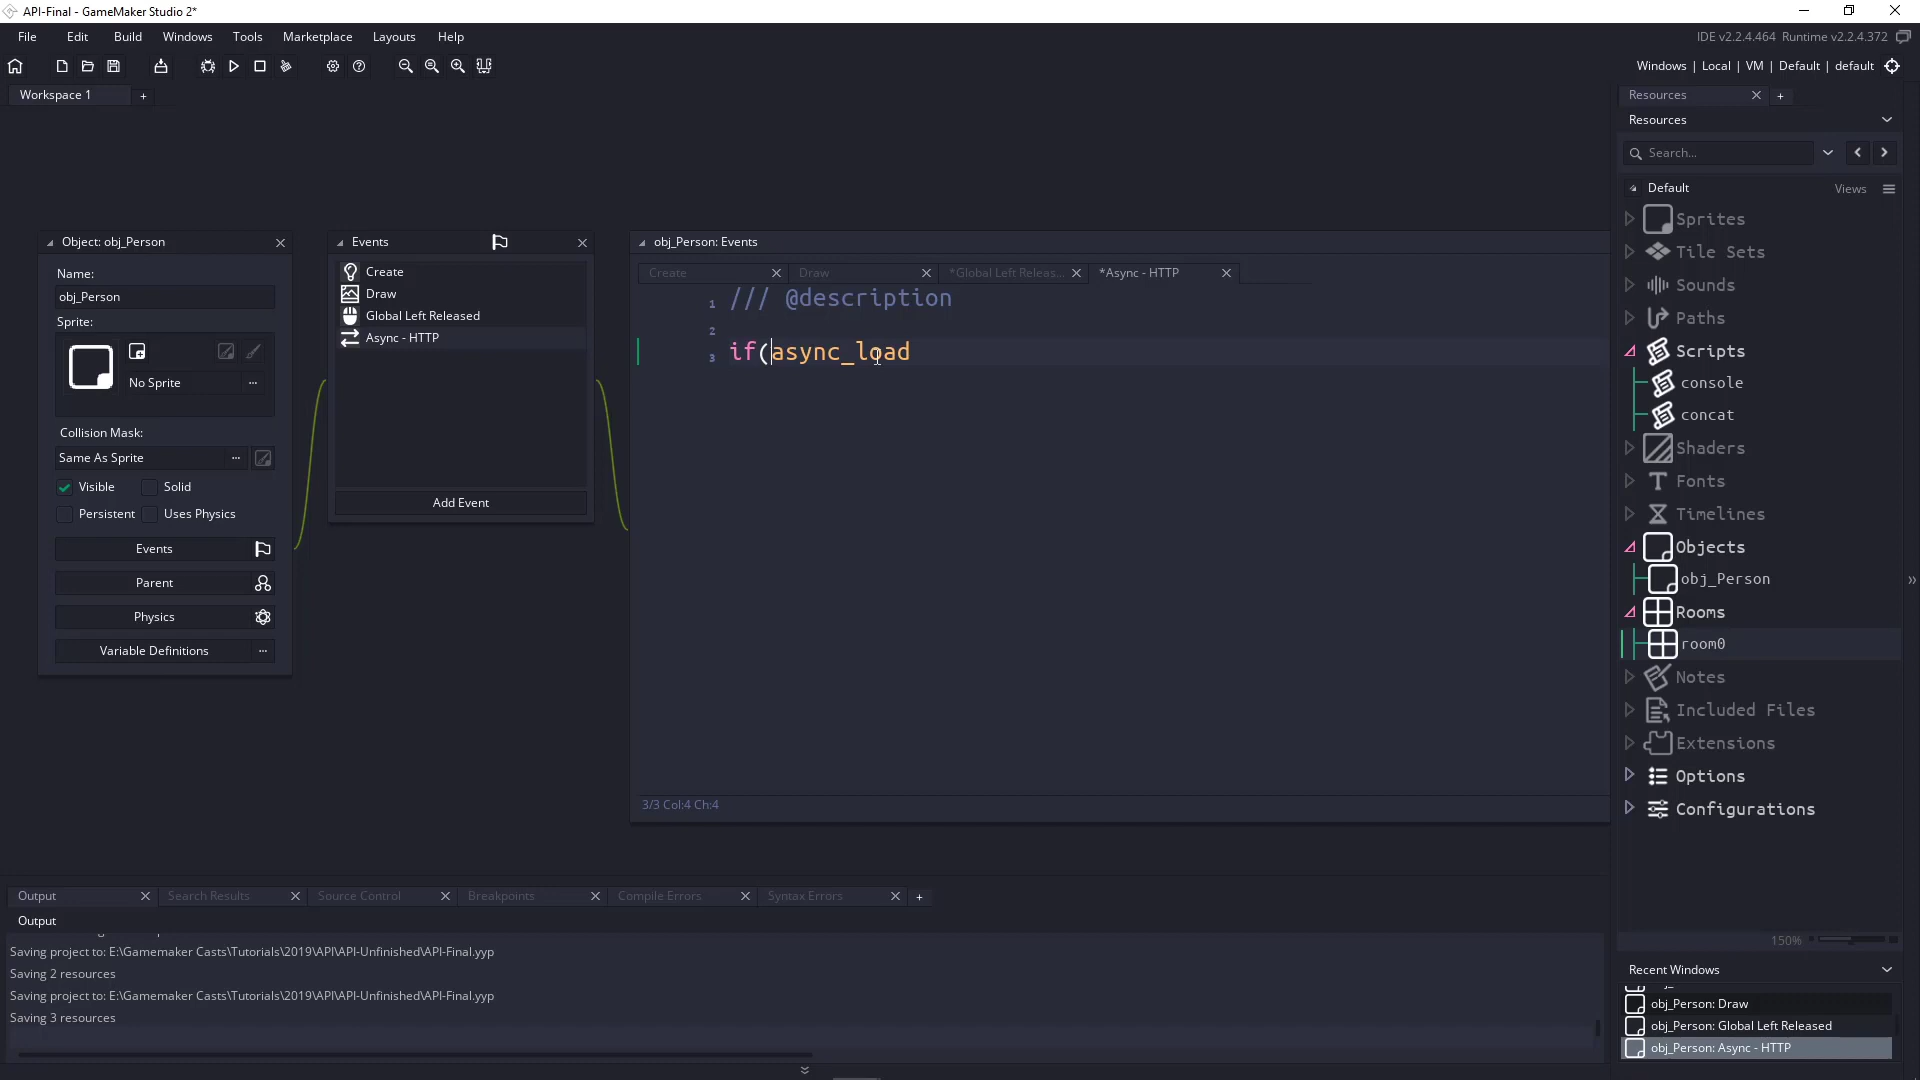 API-Final - GameMaker Studio 2*
File Edit Build Windows Tools Marketplace Layouts Help
IDE v2.2.4.464 Runtime v2.2.4.372
Windows | Local | VM | Default | default
Workspace 1 +
Object: obj_Person
Name:
obj_Person
Sprite:
No Sprite
Collision Mask:
Same As Sprite
Visible Solid
Persistent Uses Physics
Events
Parent
Physics
Variable Definitions
Events
Create
Draw
Global Left Released
Async - HTTP
Add Event
obj_Person: Events
Create Draw *Global Left Releas... *Async - HTTP
1 /// @description
2
3 if(async_load
3/3 Col:4 Ch:4
Resources
Resources
Search...
Default Views
Sprites
Tile Sets
Sounds
Paths
Scripts
console
concat
Shaders
Fonts
Timelines
Objects
obj_Person
Rooms
room0
Notes
Included Files
Extensions
Options
Configurations
150%
Recent Windows
obj_Person: Draw
obj_Person: Global Left Released
obj_Person: Async - HTTP
Output Search Results Source Control Breakpoints Compile Errors Syntax Errors +
Output
Saving project to: E:\Gamemaker Casts\Tutorials\2019\API\API-Unfinished\API-Final.yyp
Saving 2 resources
Saving project to: E:\Gamemaker Casts\Tutorials\2019\API\API-Unfinished\API-Final.yyp
Saving 3 resources